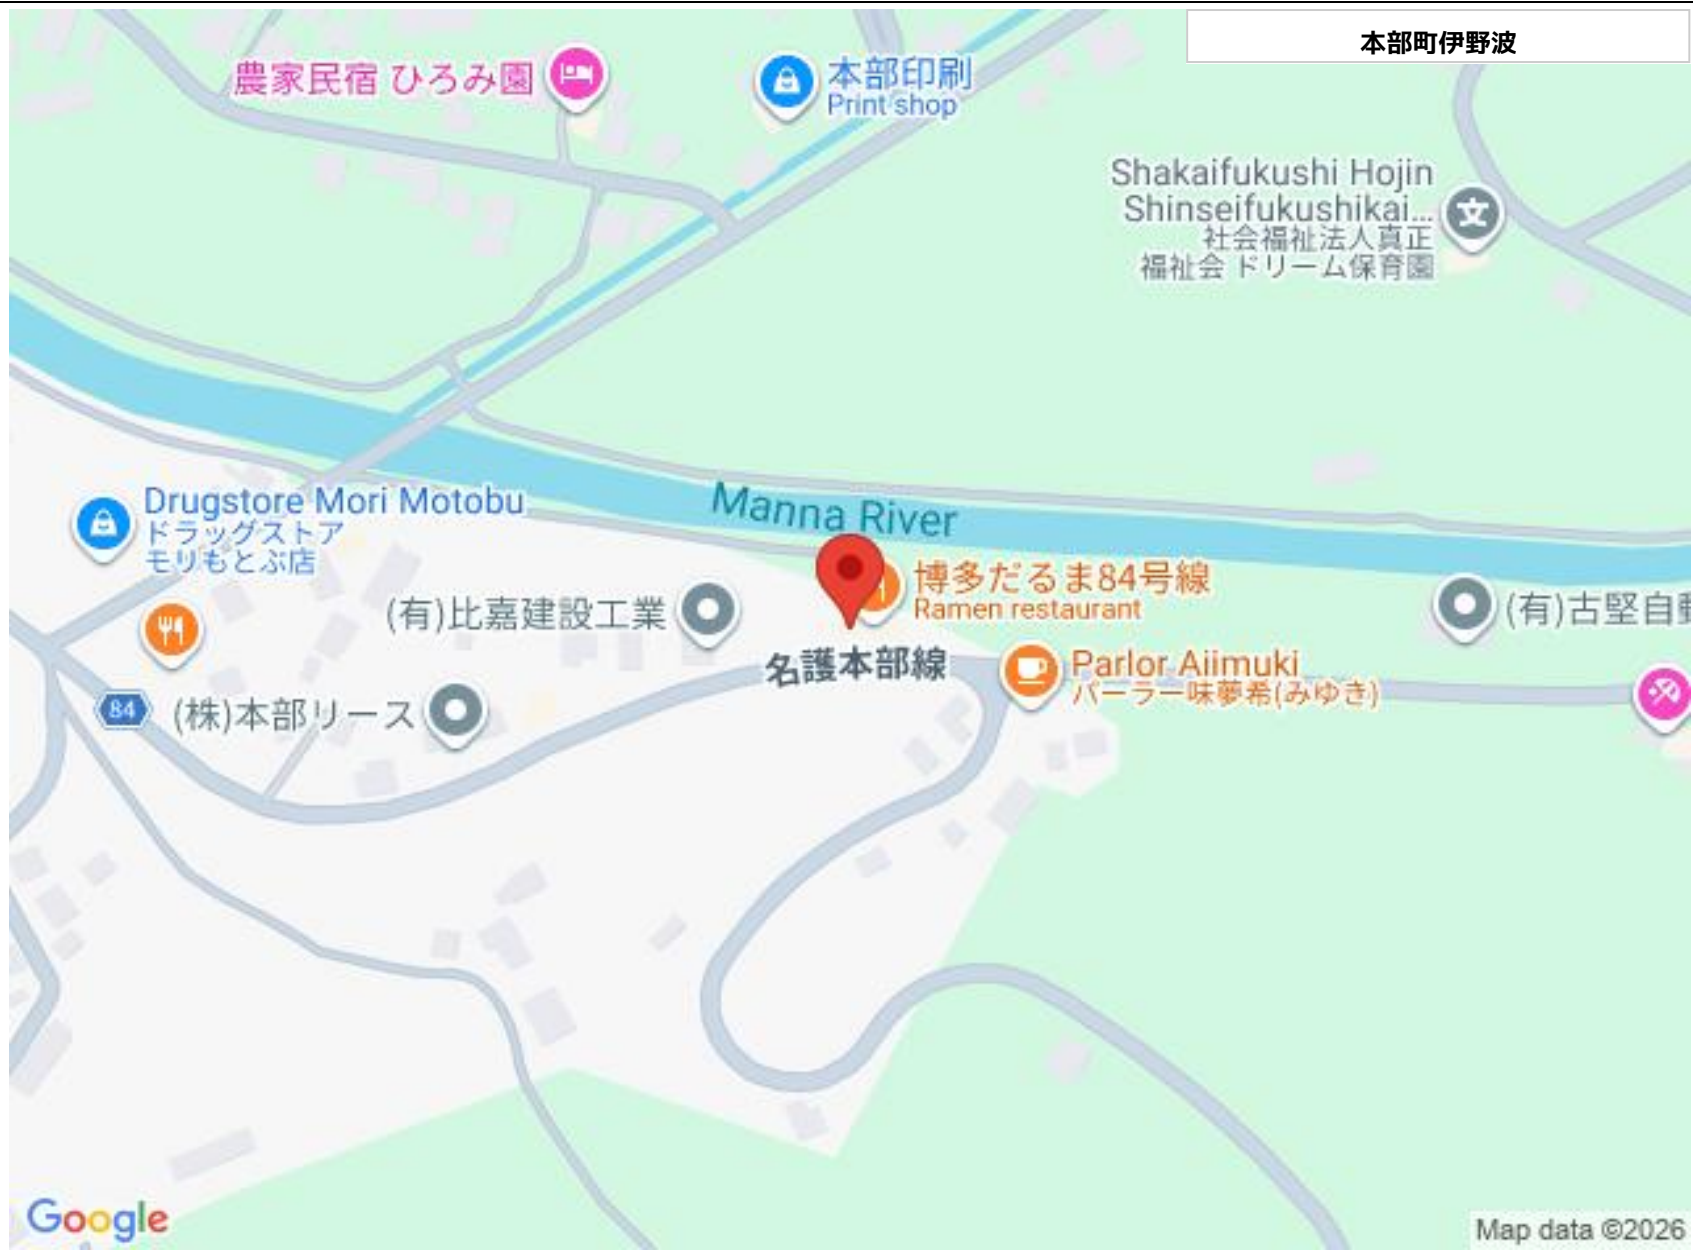 本部町伊野波
農家民宿 ひろみ園
本部印刷
Print shop
Shakaifukushi Hojin
Shinseifukushikai...
社会福祉法人真正
福祉会 ドリーム保育園
Drugstore Mori Motobu
ドラッグストア
モリもとぶ店
Manna River
博多だるま84号線
Ramen restaurant
(有)比嘉建設工業
(有)古堅自
名護本部線
Parlor Aiimuki
パーラー味夢希(みゆき)
84
(株)本部リース
Google
Map data ©2026